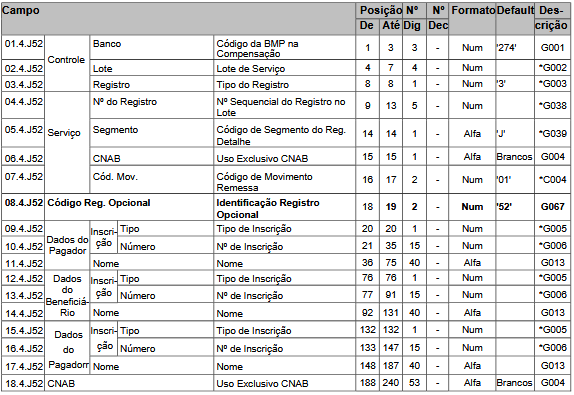 Campo Posição Nº Nº Formato Default Des-
De Até Dig Dec crição
01.4.J52 Controle Banco Código da BMP na Compensação 1 3 3 - Num '274' G001
02.4.J52 Lote Lote de Serviço 4 7 4 - Num *G002
03.4.J52 Registro Tipo do Registro 8 8 1 - Num '3' *G003
04.4.J52 Serviço Nº do Registro Nº Sequencial do Registro no Lote 9 13 5 - Num *G038
05.4.J52 Segmento Código de Segmento do Reg. Detalhe 14 14 1 - Alfa 'J' *G039
06.4.J52 CNAB Uso Exclusivo CNAB 15 15 1 - Alfa Brancos G004
07.4.J52 Cód. Mov. Código de Movimento Remessa 16 17 2 - Num '01' *C004
08.4.J52 Código Reg. Opcional Identificação Registro Opcional 18 19 2 - Num '52' G067
09.4.J52 Dados do Pagador Inscri-ção Tipo Tipo de Inscrição 20 20 1 - Num *G005
10.4.J52 Número Nº de Inscrição 21 35 15 - Num *G006
11.4.J52 Nome Nome 36 75 40 - Alfa G013
12.4.J52 Dados do Beneficiá-Rio Inscri-ção Tipo Tipo de Inscrição 76 76 1 - Num *G005
13.4.J52 Número Nº de Inscrição 77 91 15 - Num *G006
14.4.J52 Nome Nome 92 131 40 - Alfa G013
15.4.J52 Dados do Pagadorr Inscri-ção Tipo Tipo de Inscrição 132 132 1 - Num *G005
16.4.J52 Número Nº de Inscrição 133 147 15 - Num *G006
17.4.J52 Nome Nome 148 187 40 - Alfa G013
18.4.J52 CNAB Uso Exclusivo CNAB 188 240 53 - Alfa Brancos G004